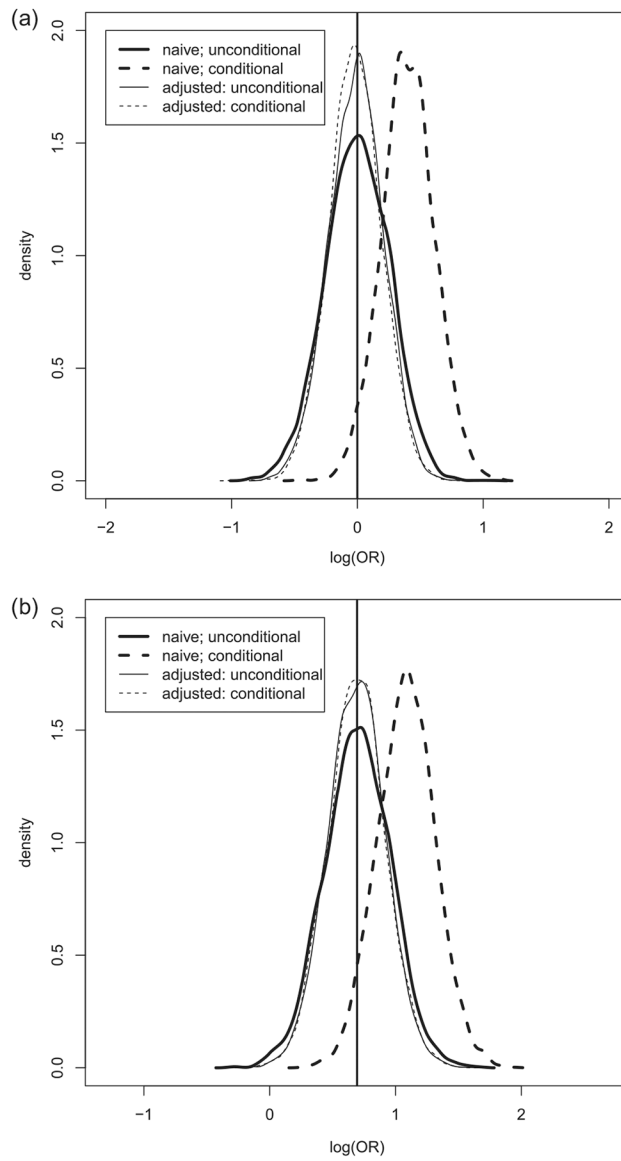 (a)
2.0
1.5
1.0
0.5
0.0
density
naive; unconditional
naive; conditional
adjusted: unconditional
adjusted: conditional
−2 −1 0 1 2
log(OR)
(b)
2.0
1.5
1.0
0.5
0.0
density
naive; unconditional
naive; conditional
adjusted: unconditional
adjusted: conditional
−1 0 1 2
log(OR)